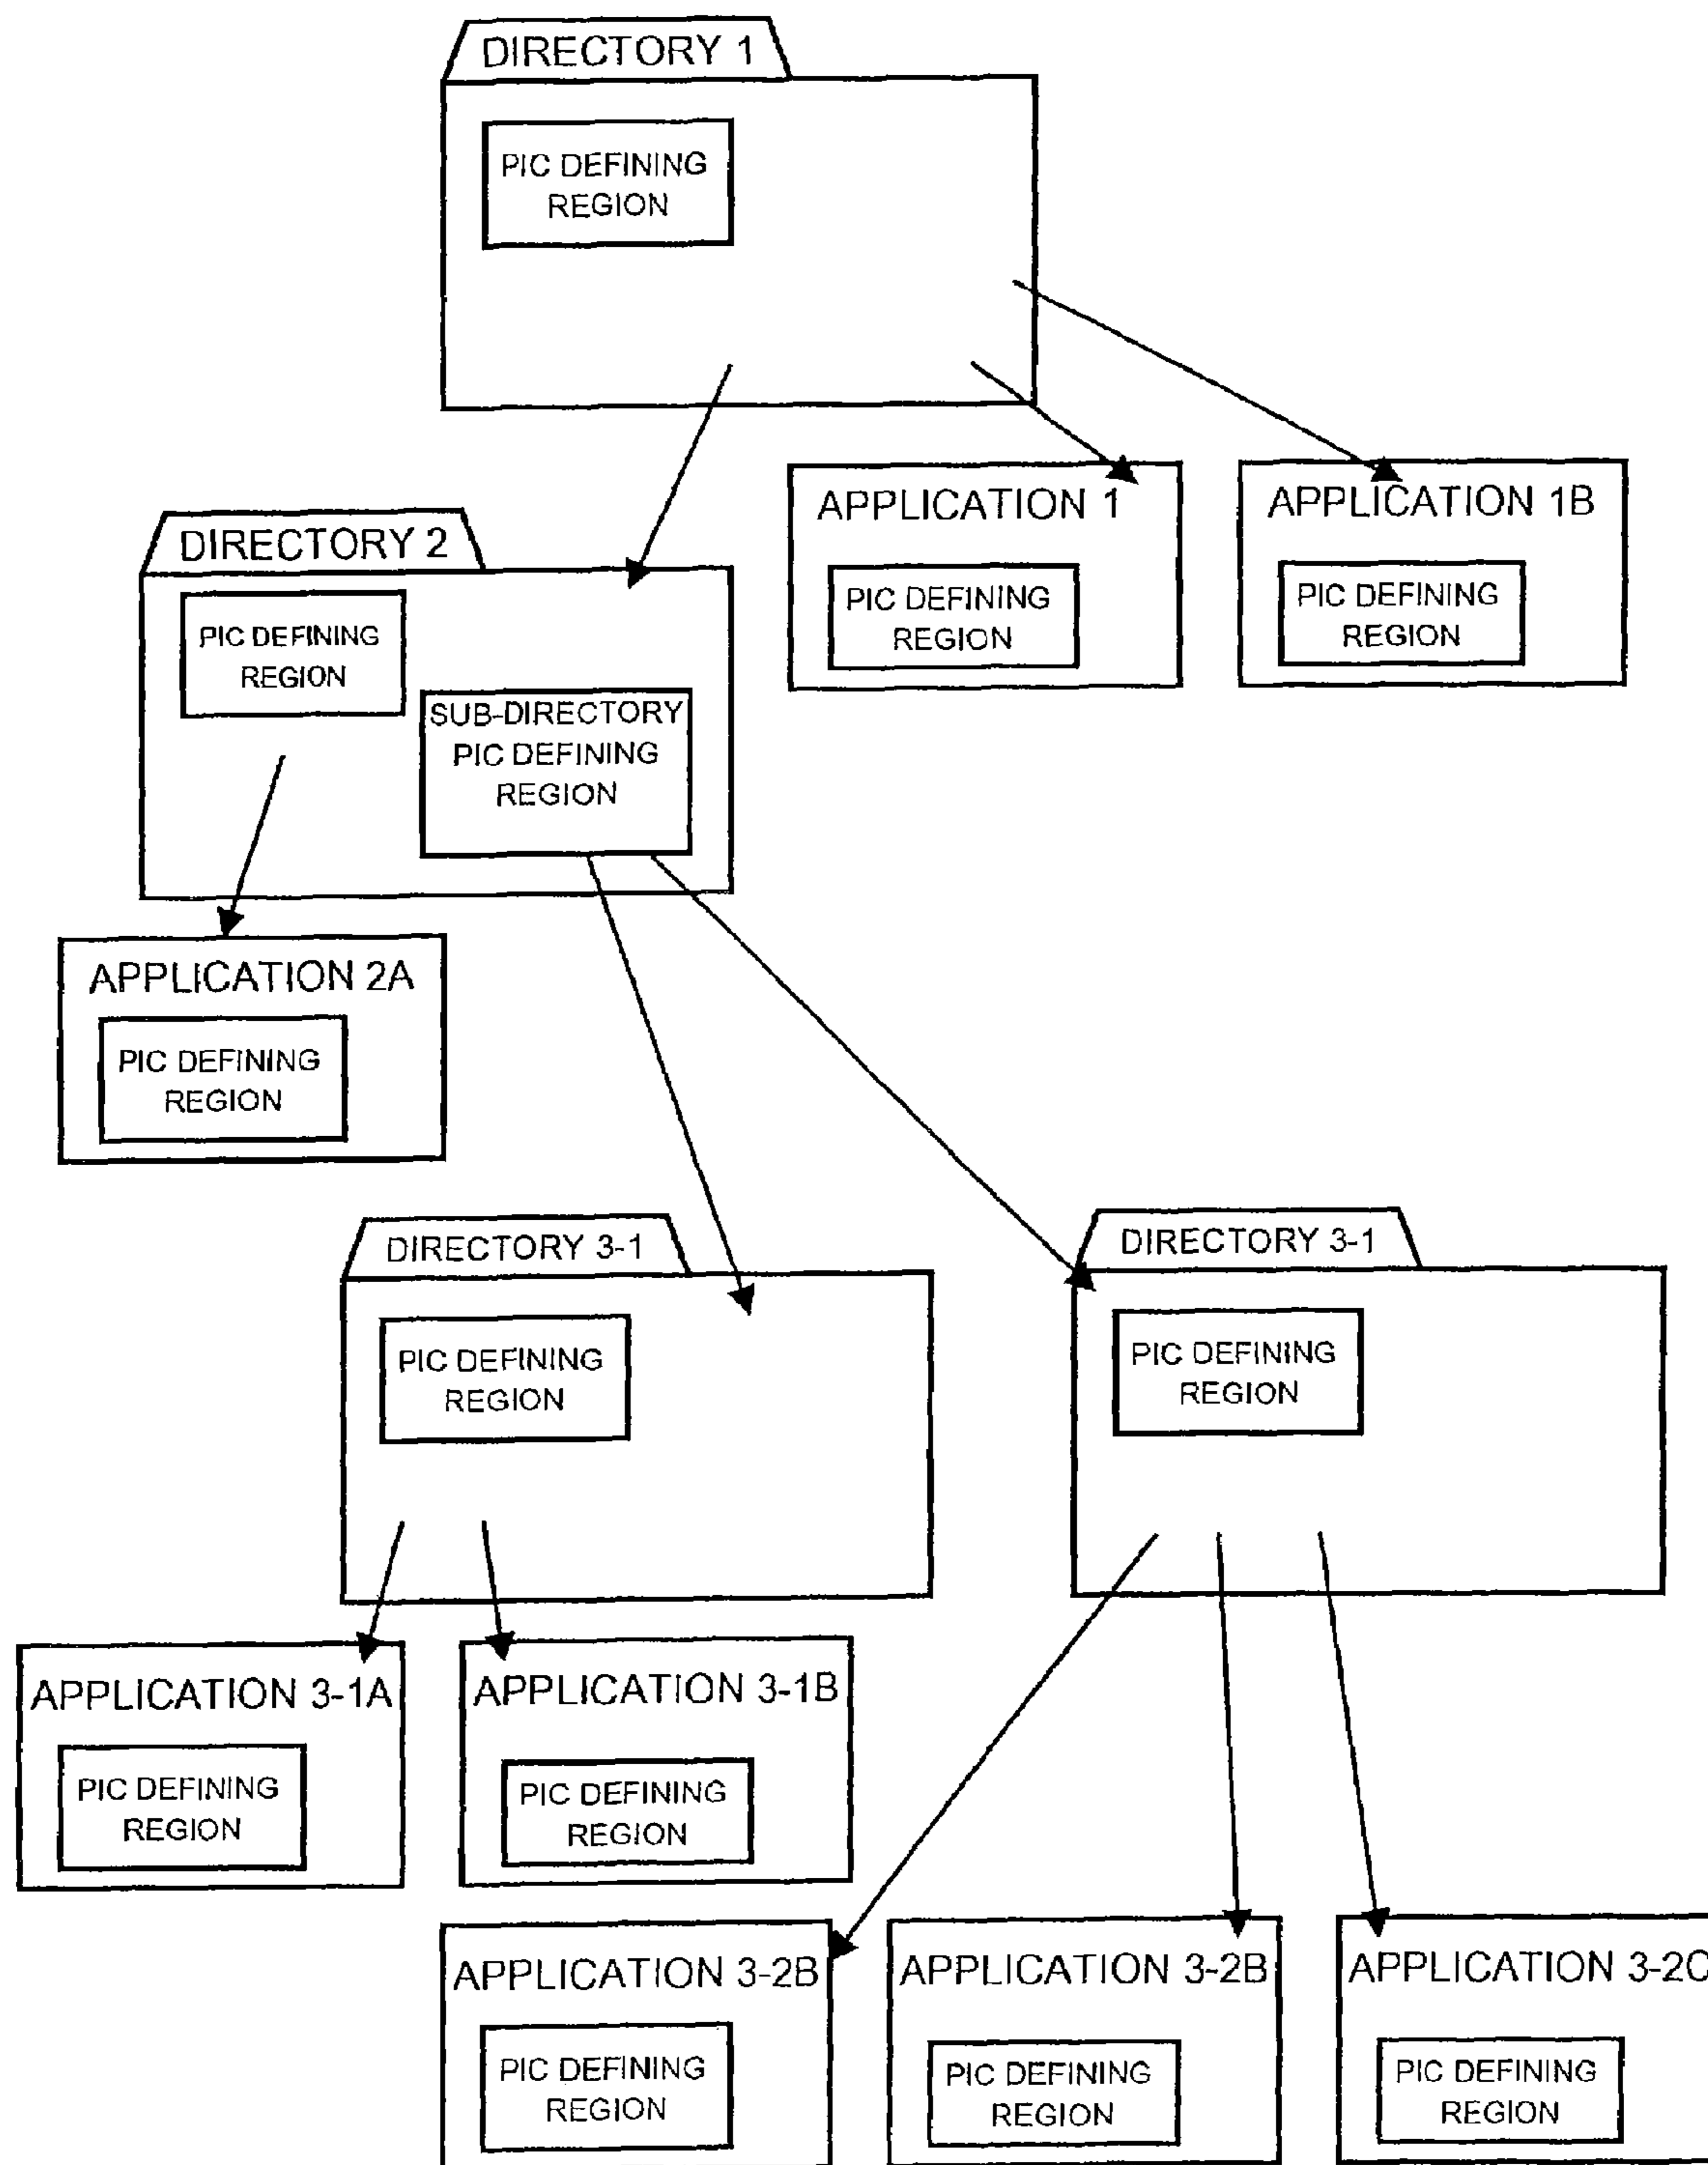 DIRECTORY 1
PIC DEFINING
REGION
APPLICATION 1
PIC DEFINING
REGION
APPLICATION 1B
PIC DEFINING
REGION
DIRECTORY 2
PIC DEFINING
REGION
SUB-DIRECTORY
PIC DEFINING
REGION
APPLICATION 2A
PIC DEFINING
REGION
DIRECTORY 3-1
PIC DEFINING
REGION
DIRECTORY 3-1
PIC DEFINING
REGION
APPLICATION 3-1A
PIC DEFINING
REGION
APPLICATION 3-1B
PIC DEFINING
REGION
APPLICATION 3-2B
PIC DEFINING
REGION
APPLICATION 3-2B
PIC DEFINING
REGION
APPLICATION 3-2C
PIC DEFINING
REGION